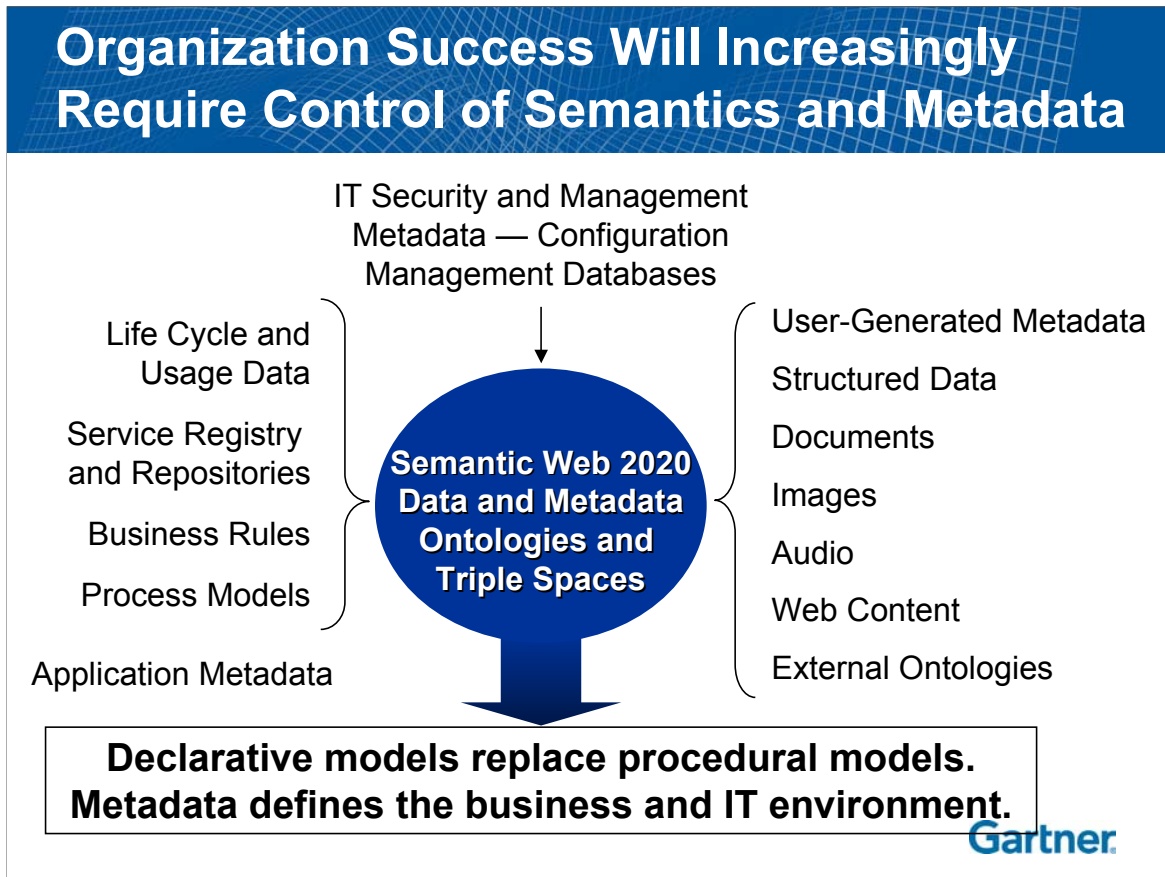 Organization Success Will Increasingly
Require Control of Semantics and Metadata
IT Security and Management
Metadata — Configuration
Management Databases
Life Cycle and
Usage Data
Service Registry
and Repositories
Business Rules
Process Models
Application Metadata
Semantic Web 2020
Data and Metadata
Ontologies and
Triple Spaces
User-Generated Metadata
Structured Data
Documents
Images
Audio
Web Content
External Ontologies
Declarative models replace procedural models.
Metadata defines the business and IT environment.
Gartner